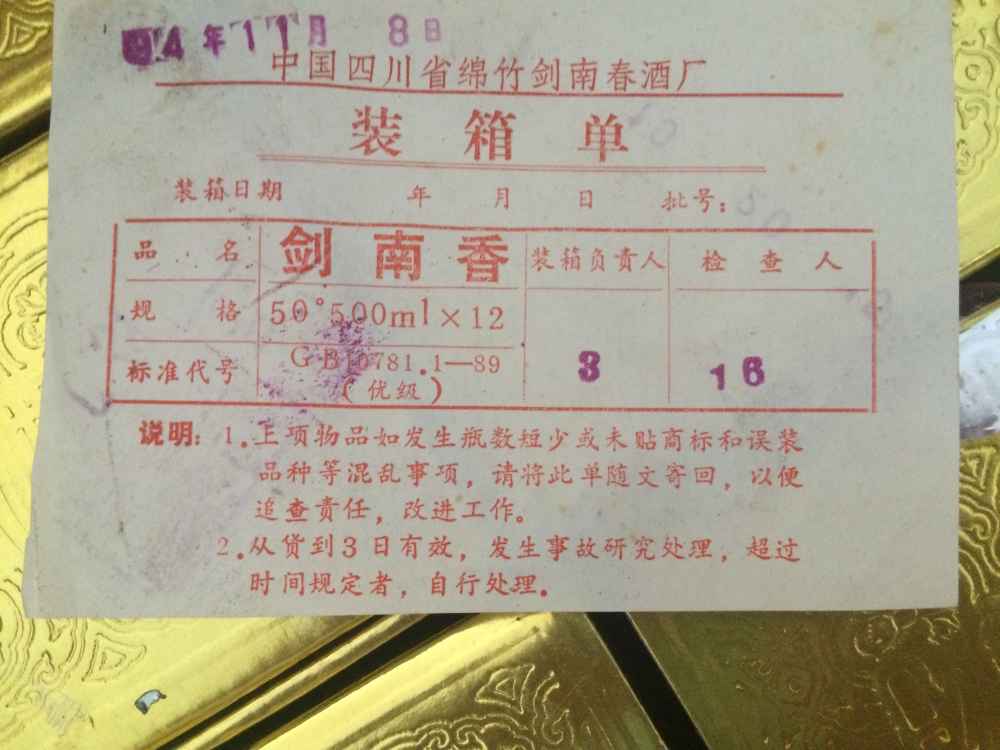 94年11月 8日
中国四川省绵竹剑南春酒厂
装箱单
装箱日期 年 月 日 批号:
品名 剑南香 装箱负责人 检查人
规格 50°500ml×12
标准代号 GB10781.1—89 3 16
(优级)
说明:1.上项物品如发生瓶数短少或未贴商标和误装
品种等混乱事项,请将此单随文寄回,以便
追查责任,改进工作。
2.从货到3日有效,发生事故研究处理,超过
时间规定者,自行处理.